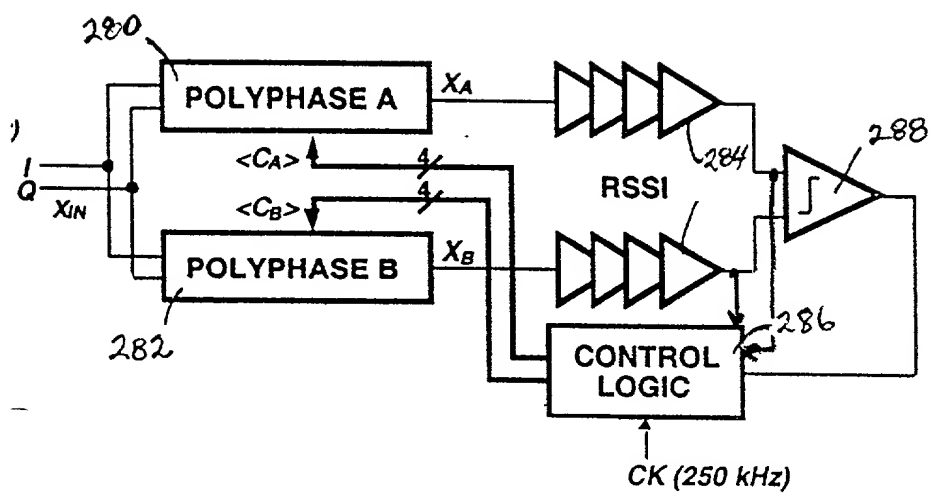 280
POLYPHASE A
XA
)
I
Q
XIN
<CA>
4
<CB>
4
284
RSSI
288
POLYPHASE B
XB
282
286
CONTROL
LOGIC
CK (250 kHz)